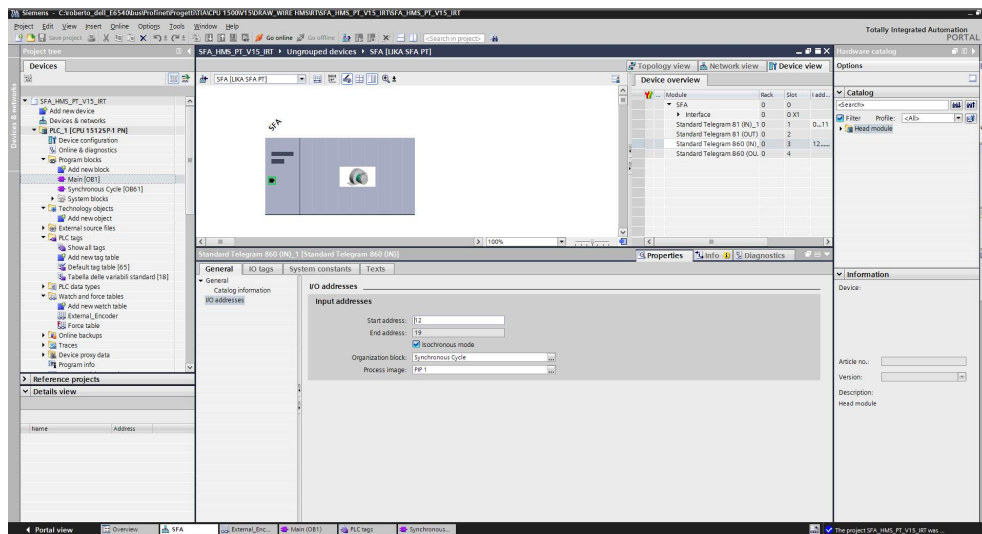 Siemens - C:\roberto_dell_E6540\bus\Profinet\Progetti\TIA\CPU 1500\V15\DRAW_WIRE HMS\RT\SFA_HMS_PT_V15_IRT\SFA_HMS_PT_V15_IRT
Project Edit View Insert Online Options Tools Window Help
Totally Integrated Automation
PORTAL
Save project Go online Go offline <Search in project>
Project tree
SFA_HMS_PT_V15_IRT ▸ Ungrouped devices ▸ SFA [LIKA SFA PT]
Hardware catalog
Devices
Topology view Network view Device view
Options
SFA [LIKA SFA PT]
Device overview
Devices & networks
Module Rack Slot I add...
SFA 0 0
Interface 0 0 X1
Standard Telegram 81 (IN)_1 0 1 0...11
Standard Telegram 81 (OUT) 0 2
Standard Telegram 860 (IN)_ 0 3 12......
Standard Telegram 860 (OU. 0 4
Catalog
<Search>
Filter Profile: <All>
Head module
SFA_HMS_PT_V15_IRT
Add new device
Devices & networks
PLC_1 [CPU 1512SP-1 PN]
Device configuration
Online & diagnostics
Program blocks
Add new block
Main [OB1]
Synchronous Cycle [OB61]
System blocks
Technology objects
Add new object
External source files
PLC tags
Show all tags
Add new tag table
Default tag table [65]
Tabella delle variabili standard [18]
PLC data types
Watch and force tables
Add new watch table
External_Encoder
Force table
Online backups
Traces
Device proxy data
Program info
SFA
100%
Standard Telegram 860 (IN)_1 [Standard Telegram 860 (IN)]
Properties Info Diagnostics
General IO tags System constants Texts
General
Catalog information
I/O addresses
I/O addresses
Input addresses
Start address: 12
End address: 19
Isochronous mode
Organization block: Synchronous Cycle
Process image: PIP 1
Information
Device:
Article no.:
Version:
Description:
Head module
Reference projects
Details view
Name Address
Portal view Overview SFA External_Enc... Main (OB1) PLC tags Synchronous...
The project SFA_HMS_PT_V15_IRT was ...